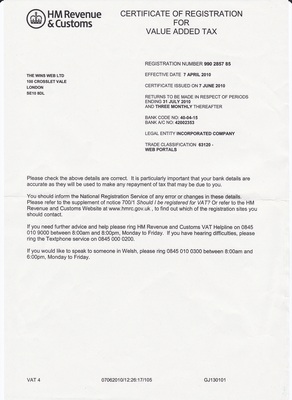 HM Revenue
& Customs
CERTIFICATE OF REGISTRATION
FOR
VALUE ADDED TAX
REGISTRATION NUMBER 990 2857 85
THE WINS WEB LTD
100 CROSSLET VALE
LONDON
SE10 8DL
EFFECTIVE DATE 7 APRIL 2010
CERTIFICATE ISSUED ON 7 JUNE 2010
RETURNS TO BE MADE IN RESPECT OF PERIODS
ENDING 31 JULY 2010
AND THREE MONTHLY THEREAFTER
BANK CODE NO: 40-04-15
BANK A/C NO: 42002353
LEGAL ENTITY INCORPORATED COMPANY
TRADE CLASSIFICATION 63120 -
WEB PORTALS
Please check the above details are correct. It is particularly important that your bank details are
accurate as they will be used to make any repayment of tax that may be due to you.
You should inform the National Registration Service of any error or changes in these details.
Please refer to the supplement of notice 700/1 Should I be registered for VAT? Or refer to the HM
Revenue and Customs Website at www.hmrc.gov.uk , to find out which of the registration sites you
should contact.
If you need further advice and help please ring HM Revenue and Customs VAT Helpline on 0845
010 9000 between 8:00am and 8:00pm, Monday to Friday. If you have hearing difficulties, please
ring the Textphone service on 0845 000 0200.
If you would like to speak to someone in Welsh, please ring 0845 010 0300 between 8:00am and
6:00pm, Monday to Friday.
VAT 4
07062010/12:26:17/105
GJ130101